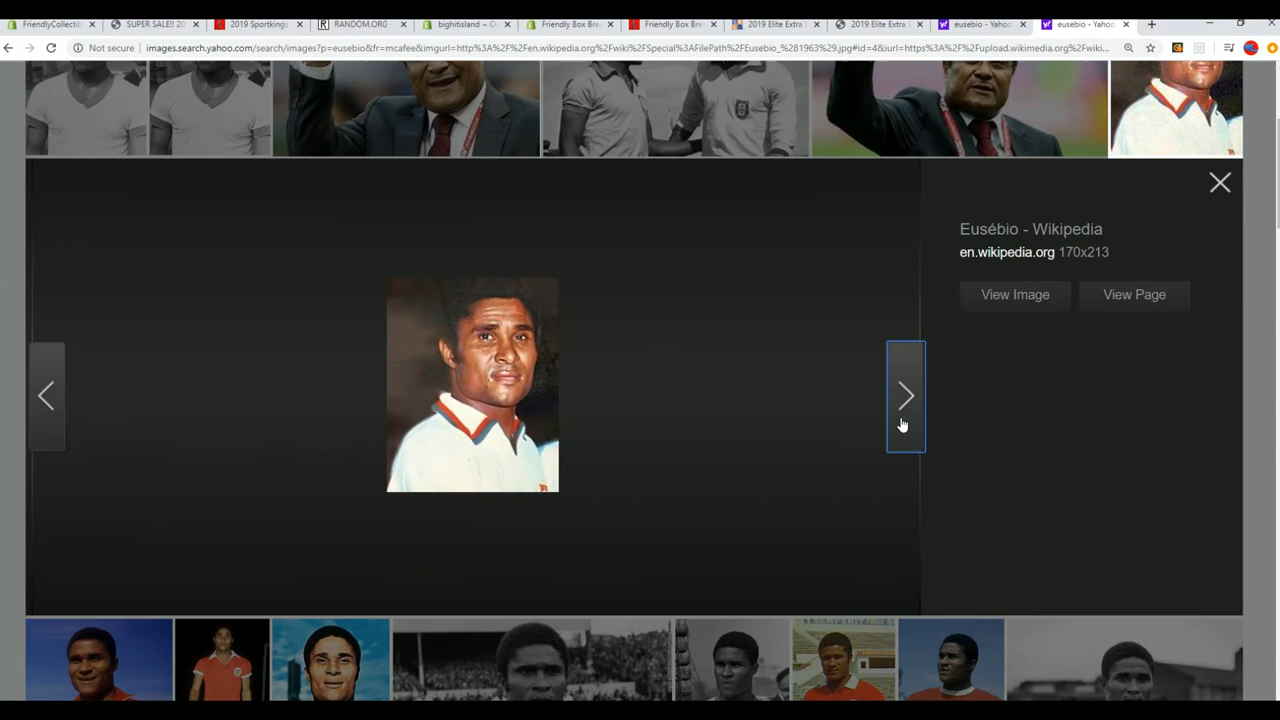 FriendlyCollectib
SUPER SALE!! 20
2019 Sportkings
RANDOM.ORG
bighitisland ~ O
Friendly Box Bre
Friendly Box Bre
2019 Elite Extra E
2019 Elite Extra E
eusebio - Yahoo
eusebio - Yahoo
Not secure | images.search.yahoo.com/search/images?p=eusebio&fr=mcafee&imgurl=http%3A%2F%2Fen.wikipedia.org%2Fwiki%2FSpecial%3AFilePath%2FEusebio_%281963%29.jpg#id=4&iurl=https%3A%2F%2Fupload.wikimedia.org%2Fwiki...
Eusébio - Wikipedia
en.wikipedia.org 170x213
View Image
View Page